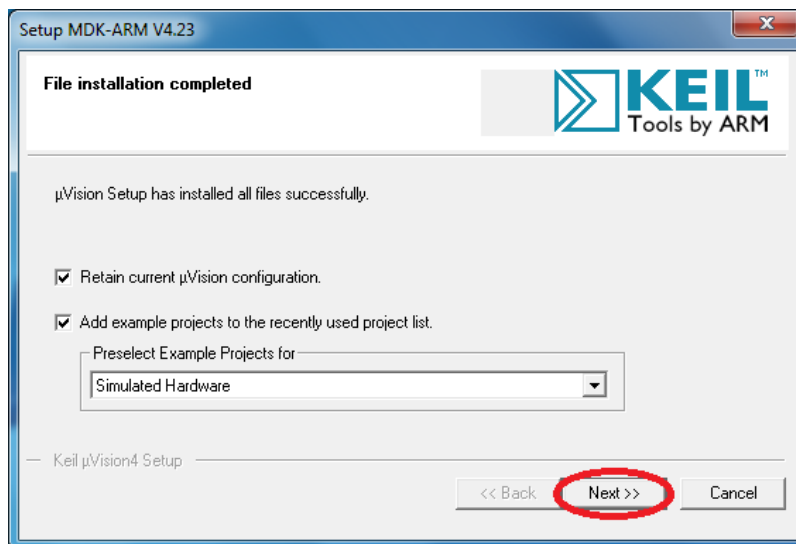 Setup MDK-ARM V4.23
File installation completed
KEIL™
Tools by ARM
µVision Setup has installed all files successfully.
Retain current µVision configuration.
Add example projects to the recently used project list.
Preselect Example Projects for
Simulated Hardware
Keil µVision4 Setup
<< Back Next >> Cancel